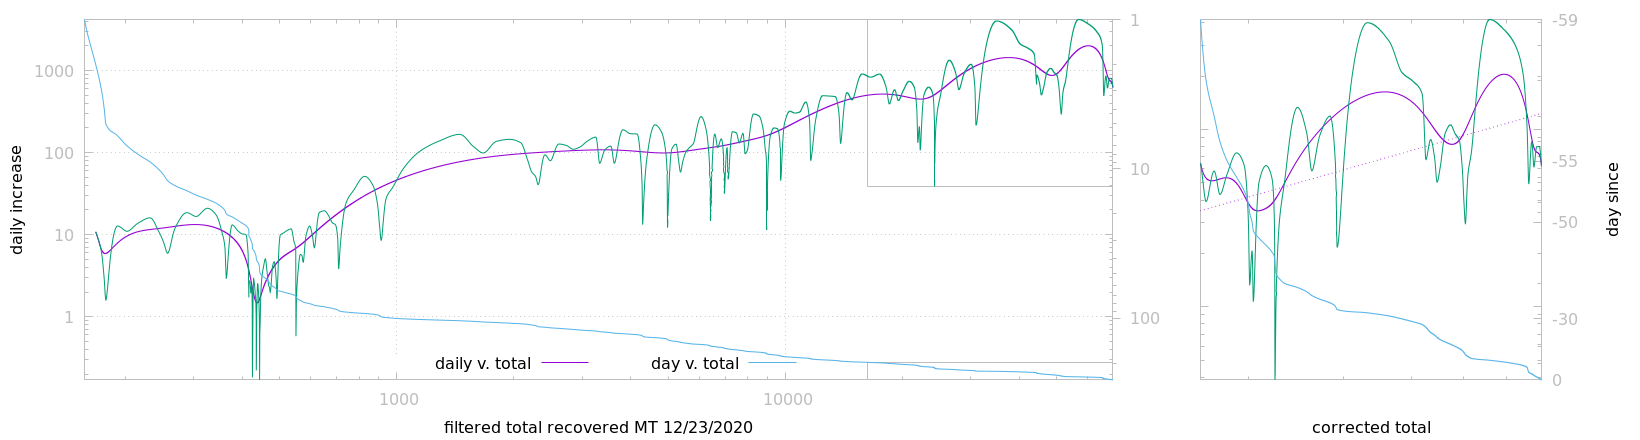 1000
100
10
1
daily increase
1
10
100
daily v. total
day v. total
1000
10000
filtered total recovered MT 12/23/2020
-59
-55
-50
-30
0
day since
corrected total